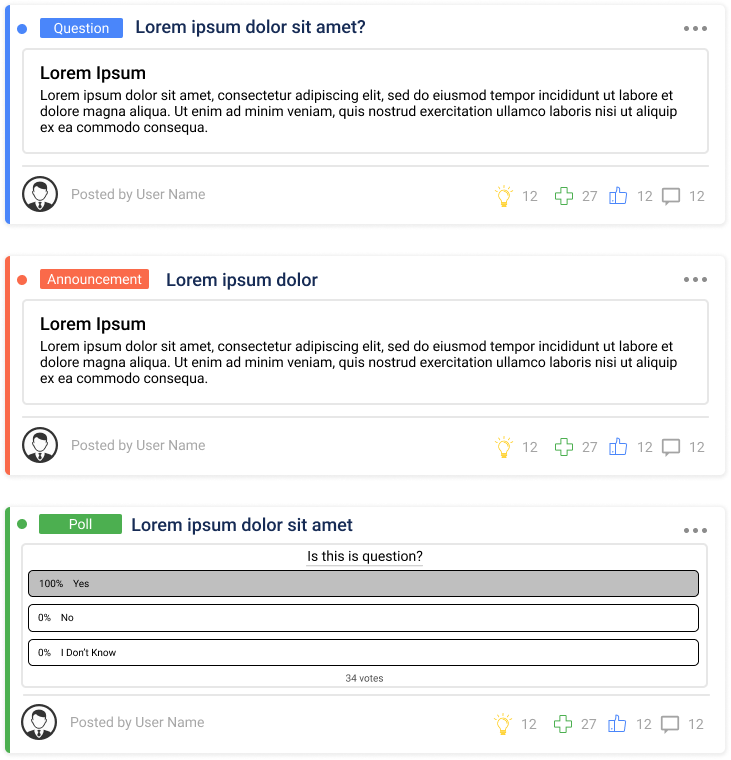 Question Lorem ipsum dolor sit amet?
Lorem Ipsum
Lorem ipsum dolor sit amet, consectetur adipiscing elit, sed do eiusmod tempor incididunt ut labore et
dolore magna aliqua. Ut enim ad minim veniam, quis nostrud exercitation ullamco laboris nisi ut aliquip
ex ea commodo consequa.
Posted by User Name 12 27 12 12
Announcement Lorem ipsum dolor
Lorem Ipsum
Lorem ipsum dolor sit amet, consectetur adipiscing elit, sed do eiusmod tempor incididunt ut labore et
dolore magna aliqua. Ut enim ad minim veniam, quis nostrud exercitation ullamco laboris nisi ut aliquip
ex ea commodo consequa.
Posted by User Name 12 27 12 12
Poll Lorem ipsum dolor sit amet
Is this is question?
100% Yes
0% No
0% I Don't Know
34 votes
Posted by User Name 12 27 12 12